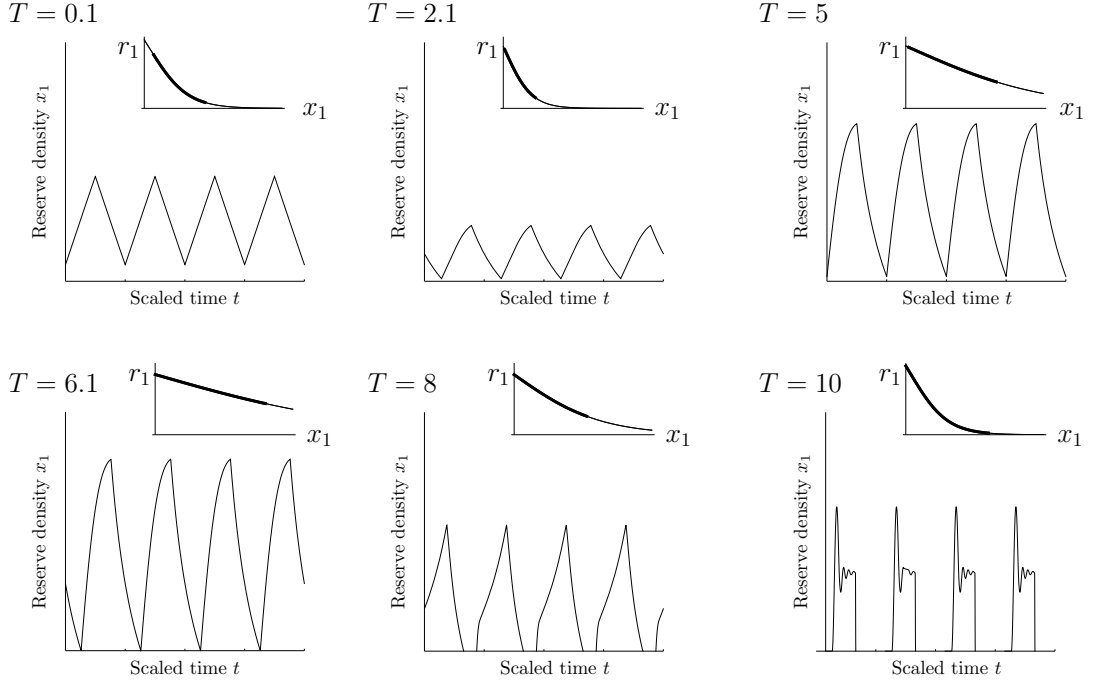 T = 0.1
r₁
x₁
Reserve density x₁
Scaled time t
T = 2.1
r₁
x₁
Reserve density x₁
Scaled time t
T = 5
r₁
x₁
Reserve density x₁
Scaled time t
T = 6.1
r₁
x₁
Reserve density x₁
Scaled time t
T = 8
r₁
x₁
Reserve density x₁
Scaled time t
T = 10
r₁
x₁
Reserve density x₁
Scaled time t